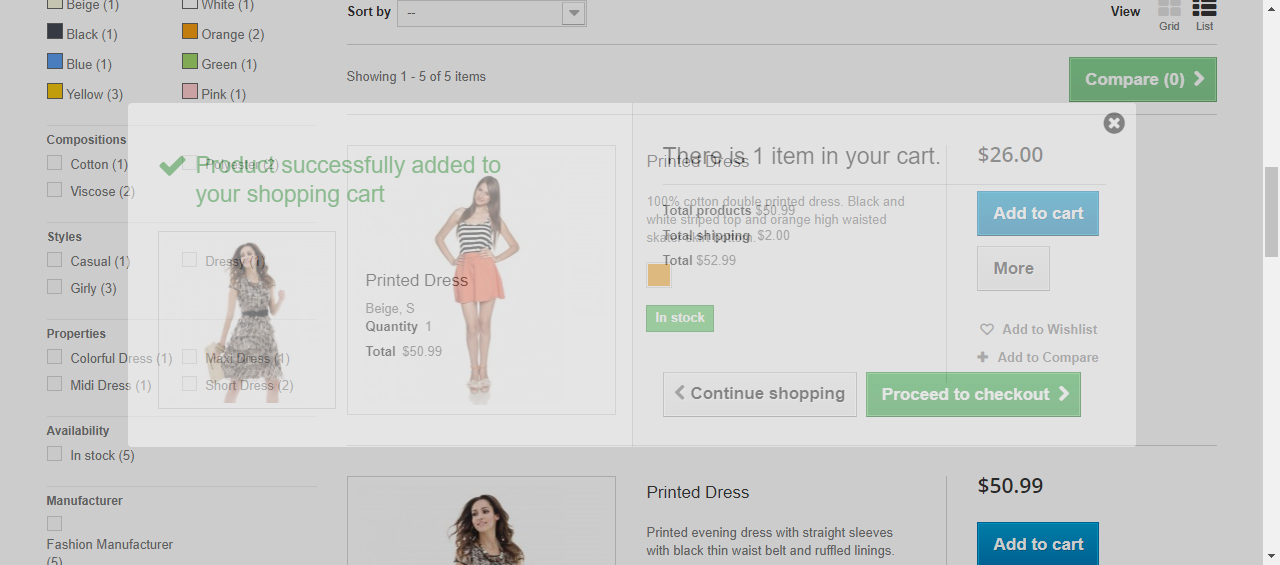 Beige (1)
White (1)
Black (1)
Orange (2)
Blue (1)
Green (1)
Yellow (3)
Pink (1)
Compositions
Cotton (1)
Polyester (2)
Viscose (2)
Styles
Casual (1)
Dressy (1)
Girly (3)
Properties
Colorful Dress (1)
Maxi Dress (1)
Midi Dress (1)
Short Dress (2)
Availability
In stock (5)
Manufacturer
Fashion Manufacturer
(5)
Sort by
--
View
Grid
List
Showing 1 - 5 of 5 items
Compare (0)
Product successfully added to
your shopping cart
Printed Dress
Beige, S
Quantity 1
Total $50.99
There is 1 item in your cart.
Total products $50.99
Total shipping $2.00
Total $52.99
Continue shopping
Proceed to checkout
Printed Dress
100% cotton double printed dress. Black and
white striped top and orange high waisted
skater skirt bottom.
In stock
$26.00
Add to cart
More
Add to Wishlist
Add to Compare
Printed Dress
Printed evening dress with straight sleeves
with black thin waist belt and ruffled linings.
$50.99
Add to cart